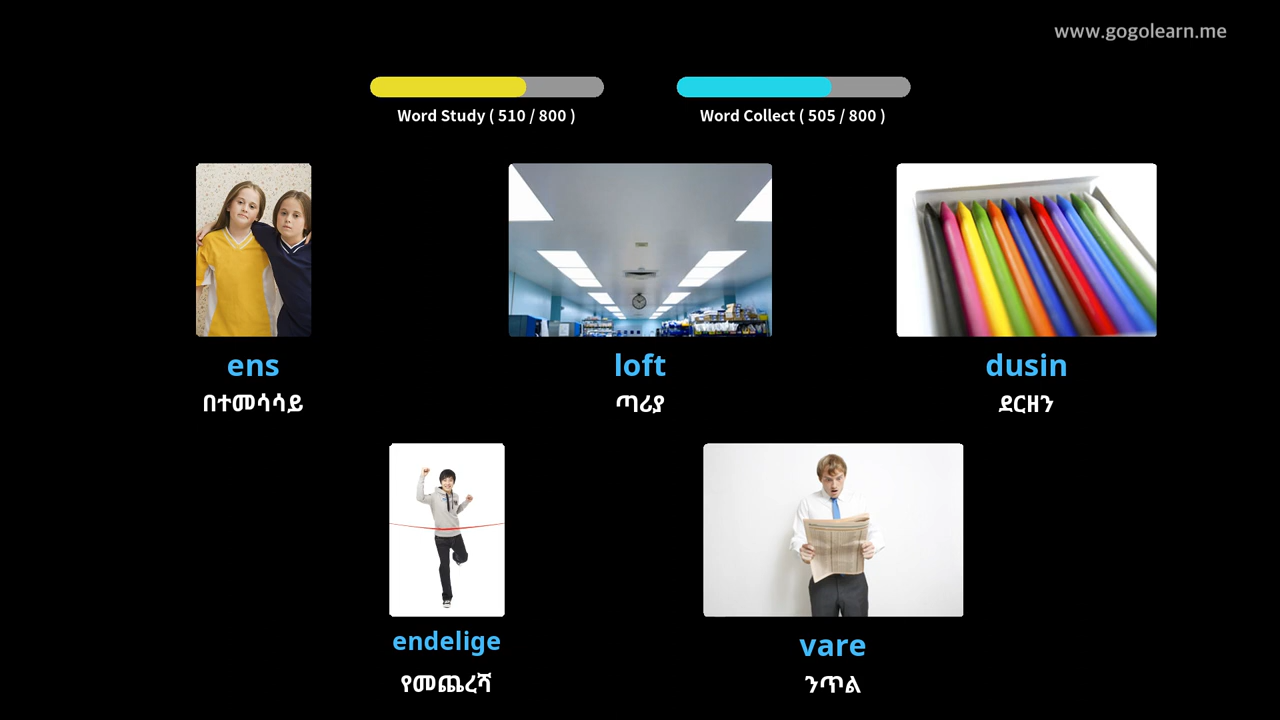 www.gogolearn.me
Word Study ( 510 / 800 )
Word Collect ( 505 / 800 )
ens
በተመሳሳይ
loft
ጣሪያ
dusin
ደርዘን
endelige
የመጨረሻ
vare
ንጥል